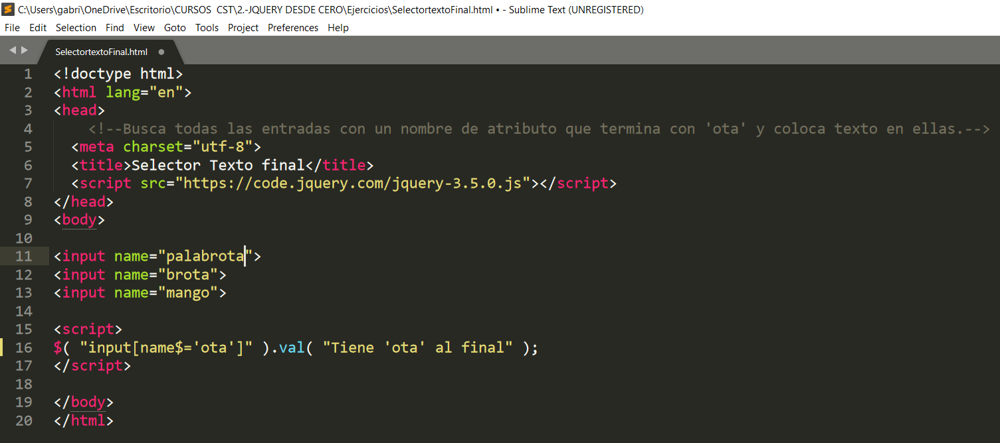 C:\Users\gabri\OneDrive\Escritorio\CURSOS  CST\2.-JQUERY DESDE CERO\Ejercicios\SelectortextoFinal.html • - Sublime Text (UNREGISTERED)
File Edit Selection Find View Goto Tools Project Preferences Help
SelectortextoFinal.html
1 <!doctype html>
2 <html lang="en">
3 <head>
4     <!--Busca todas las entradas con un nombre de atributo que termina con 'ota' y coloca texto en ellas.-->
5   <meta charset="utf-8">
6   <title>Selector Texto final</title>
7   <script src="https://code.jquery.com/jquery-3.5.0.js"></script>
8 </head>
9 <body>
10
11 <input name="palabrota">
12 <input name="brota">
13 <input name="mango">
14
15 <script>
16 $( "input[name$='ota']" ).val( "Tiene 'ota' al final" );
17 </script>
18
19 </body>
20 </html>